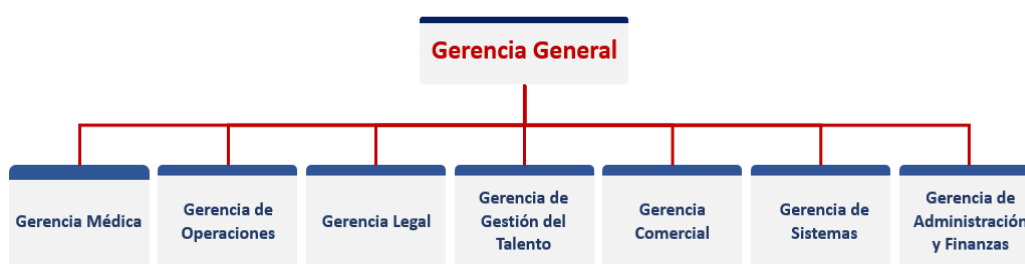 Gerencia General
Gerencia Médica
Gerencia de
Operaciones
Gerencia Legal
Gerencia de
Gestión del
Talento
Gerencia
Comercial
Gerencia de
Sistemas
Gerencia de
Administración
y Finanzas